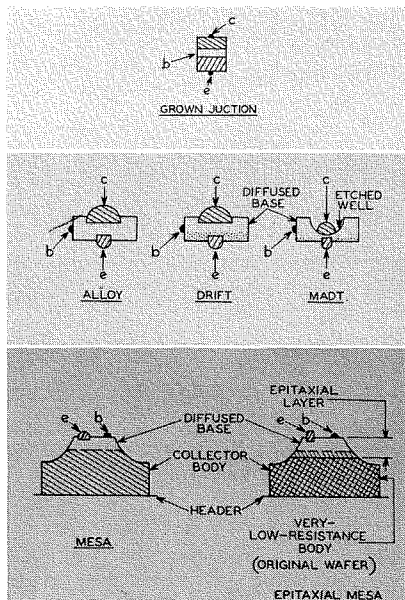 c
b
e
GROWN JUCTION
c
c
DIFFUSED
BASE
c
ETCHED
WELL
b
b
b
e
e
e
ALLOY
DRIFT
MADT
EPITAXIAL
LAYER
e
b
DIFFUSED
BASE
e
b
COLLECTOR
BODY
HEADER
MESA
VERY-
LOW-RESISTANCE
BODY
(ORIGINAL WAFER)
EPITAXIAL MESA